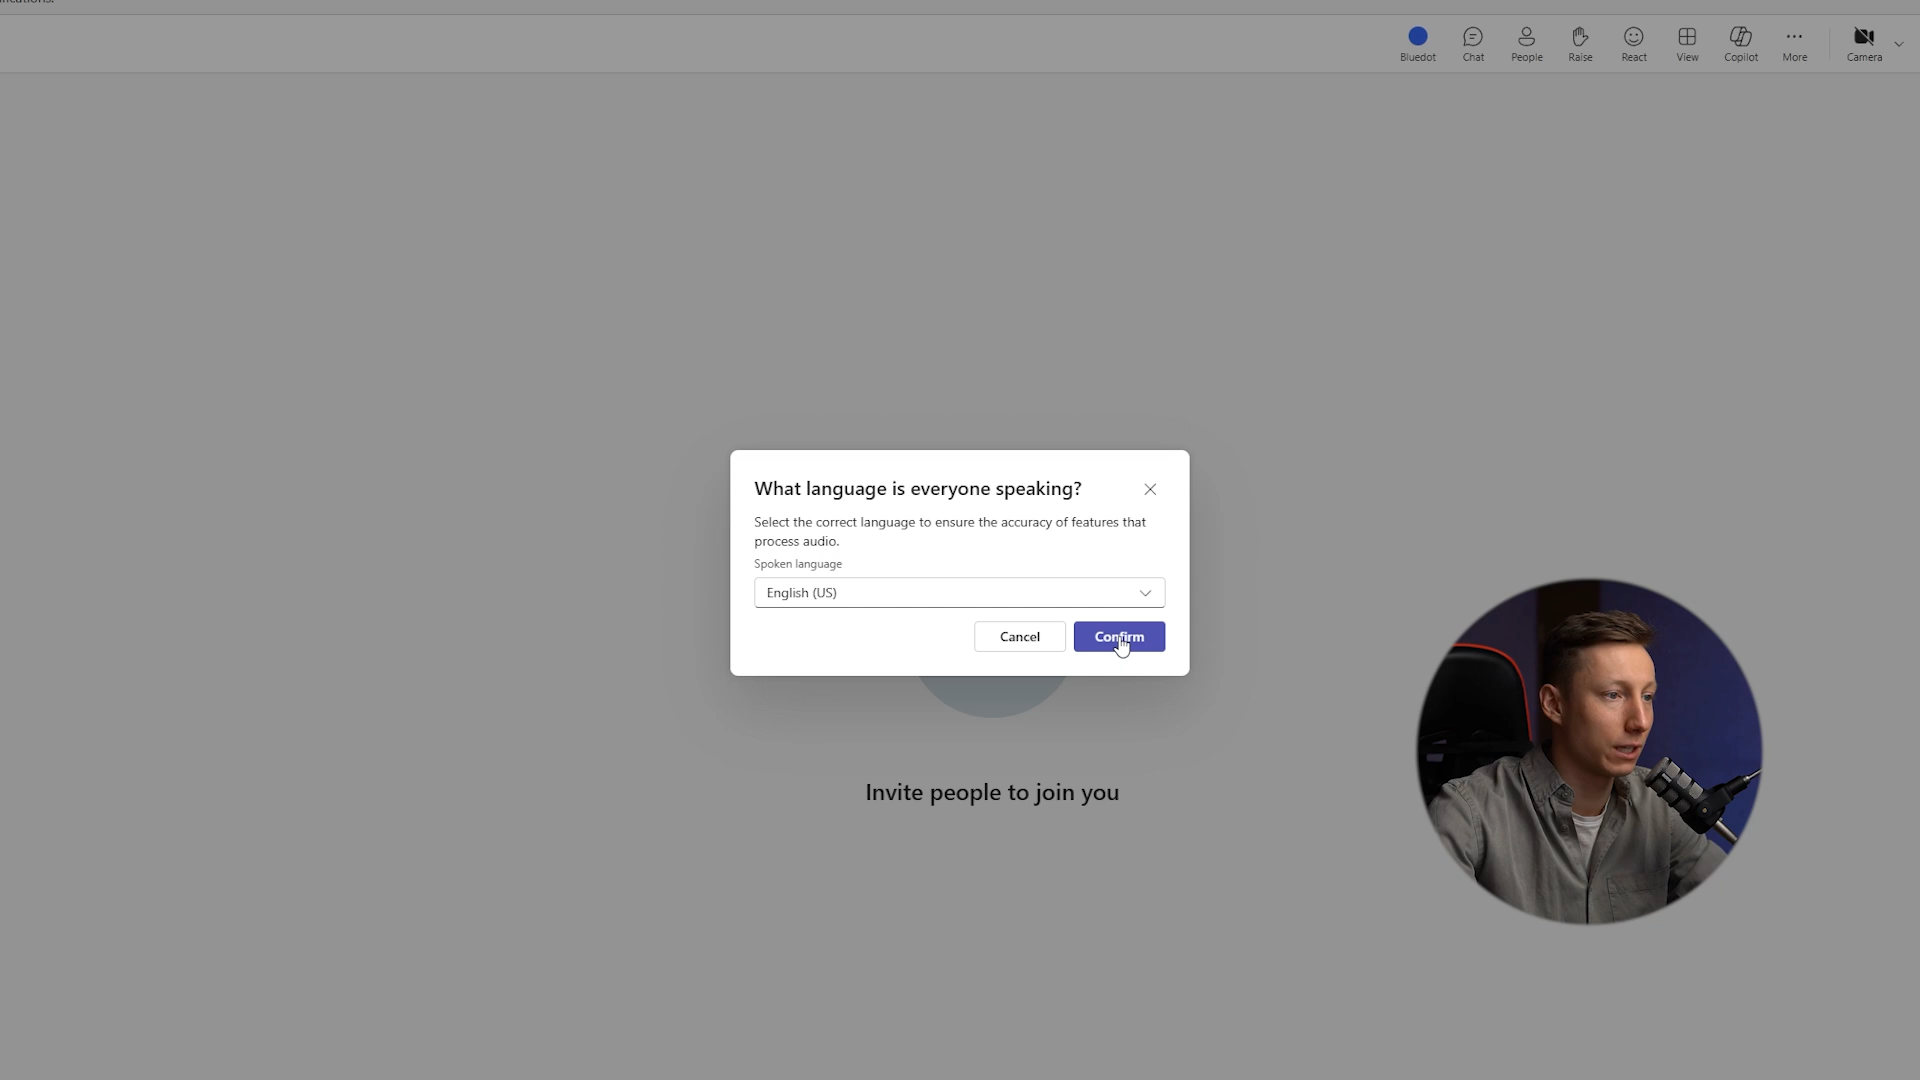 Bluedot
Chat
People
Raise
React
View
Copilot
More
Camera
What language is everyone speaking?
Select the correct language to ensure the accuracy of features that
process audio.
Spoken language
English (US)
Cancel
Confirm
Invite people to join you